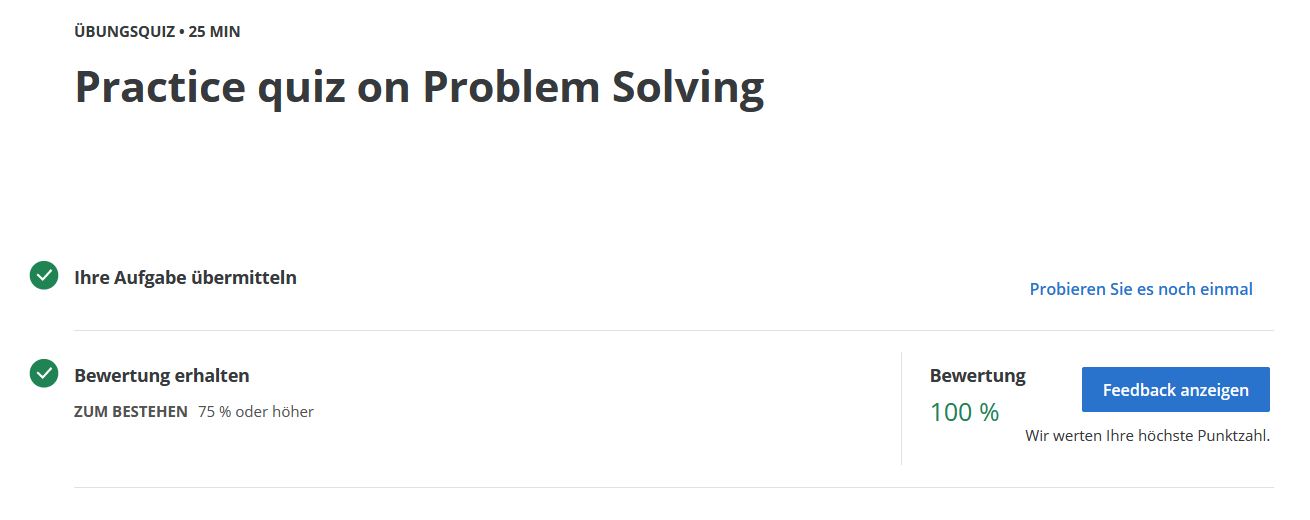 ÜBUNGSQUIZ • 25 MIN
Practice quiz on Problem Solving
Ihre Aufgabe übermitteln
Probieren Sie es noch einmal
Bewertung erhalten
ZUM BESTEHEN 75 % oder höher
Bewertung
100 %
Feedback anzeigen
Wir werten Ihre höchste Punktzahl.